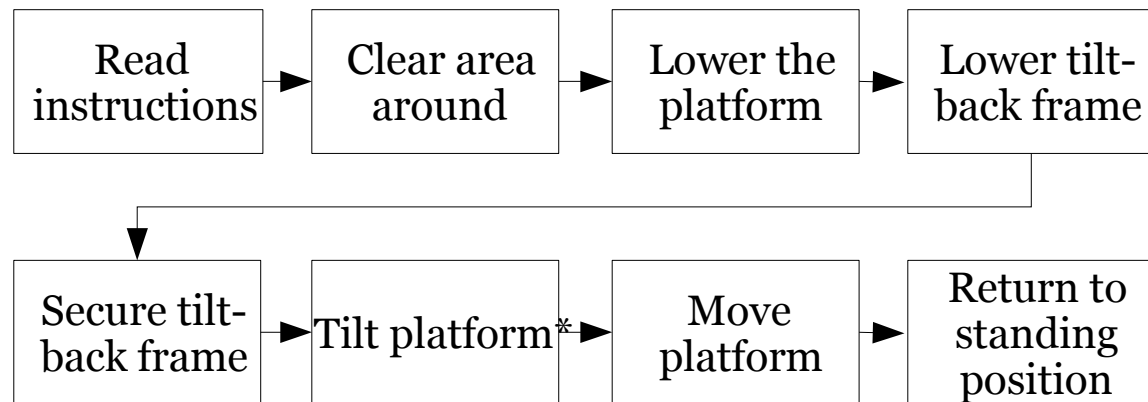 Read
instructions
Clear area
around
Lower the
platform
Lower tilt-
back frame
Secure tilt-
back frame
Tilt platform*
Move
platform
Return to
standing
position